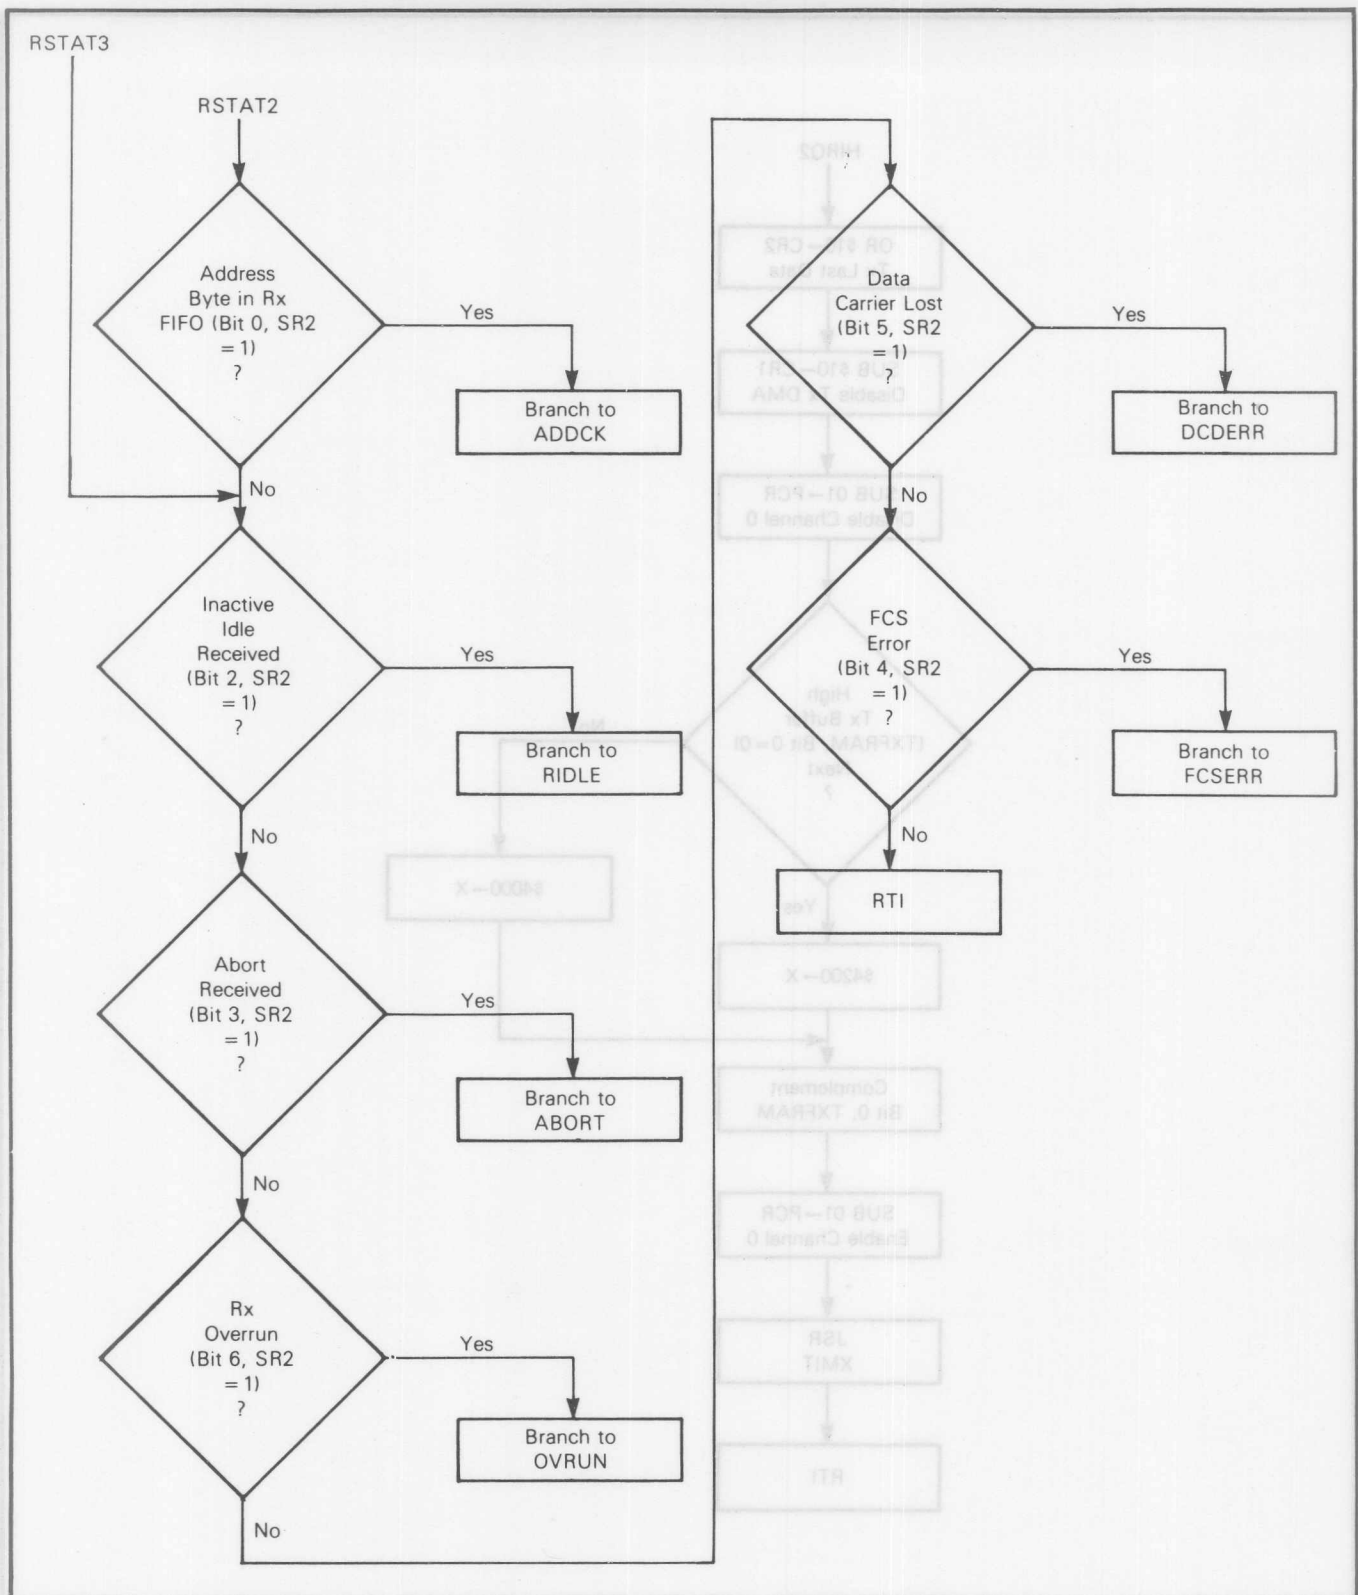 RSTAT3
RSTAT2
Address
Byte in Rx
FIFO (Bit 0, SR2
= 1)
?
Yes
Branch to
ADDCK
No
Inactive
Idle
Received
(Bit 2, SR2
= 1)
?
Yes
Branch to
RIDLE
No
Abort
Received
(Bit 3, SR2
= 1)
?
Yes
Branch to
ABORT
No
Rx
Overrun
(Bit 6, SR2
= 1)
?
Yes
Branch to
OVRUN
No
Data
Carrier Lost
(Bit 5, SR2
= 1)
?
Yes
Branch to
DCDERR
No
FCS
Error
(Bit 4, SR2
= 1)
?
Yes
Branch to
FCSERR
No
RTI